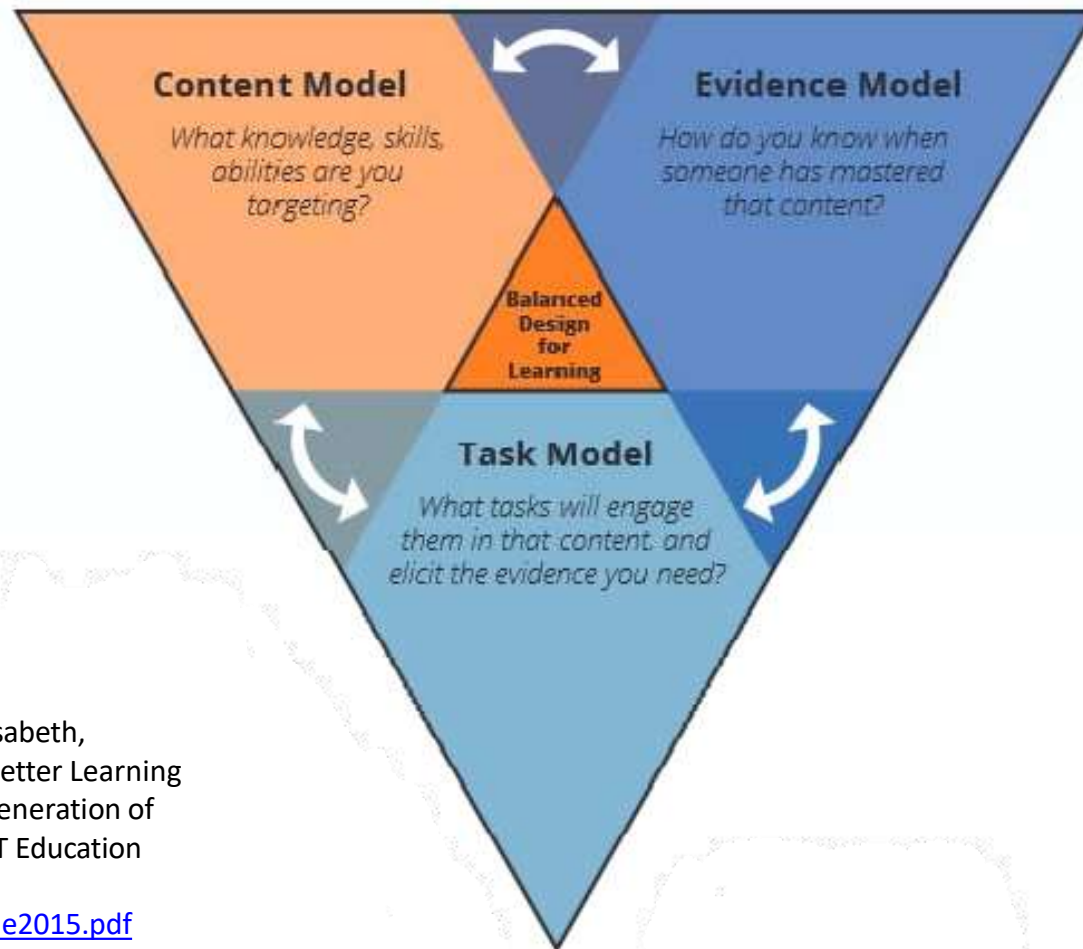 Content Model
What knowledge, skills,
abilities are you
targeting?
Evidence Model
How do you know when
someone has mastered
that content?
Balanced
Design
for
Learning
Task Model
What tasks will engage
them in that content. and
elicit the evidence you need?
sabeth,
etter Learning
eneration of
T Education
e2015.pdf